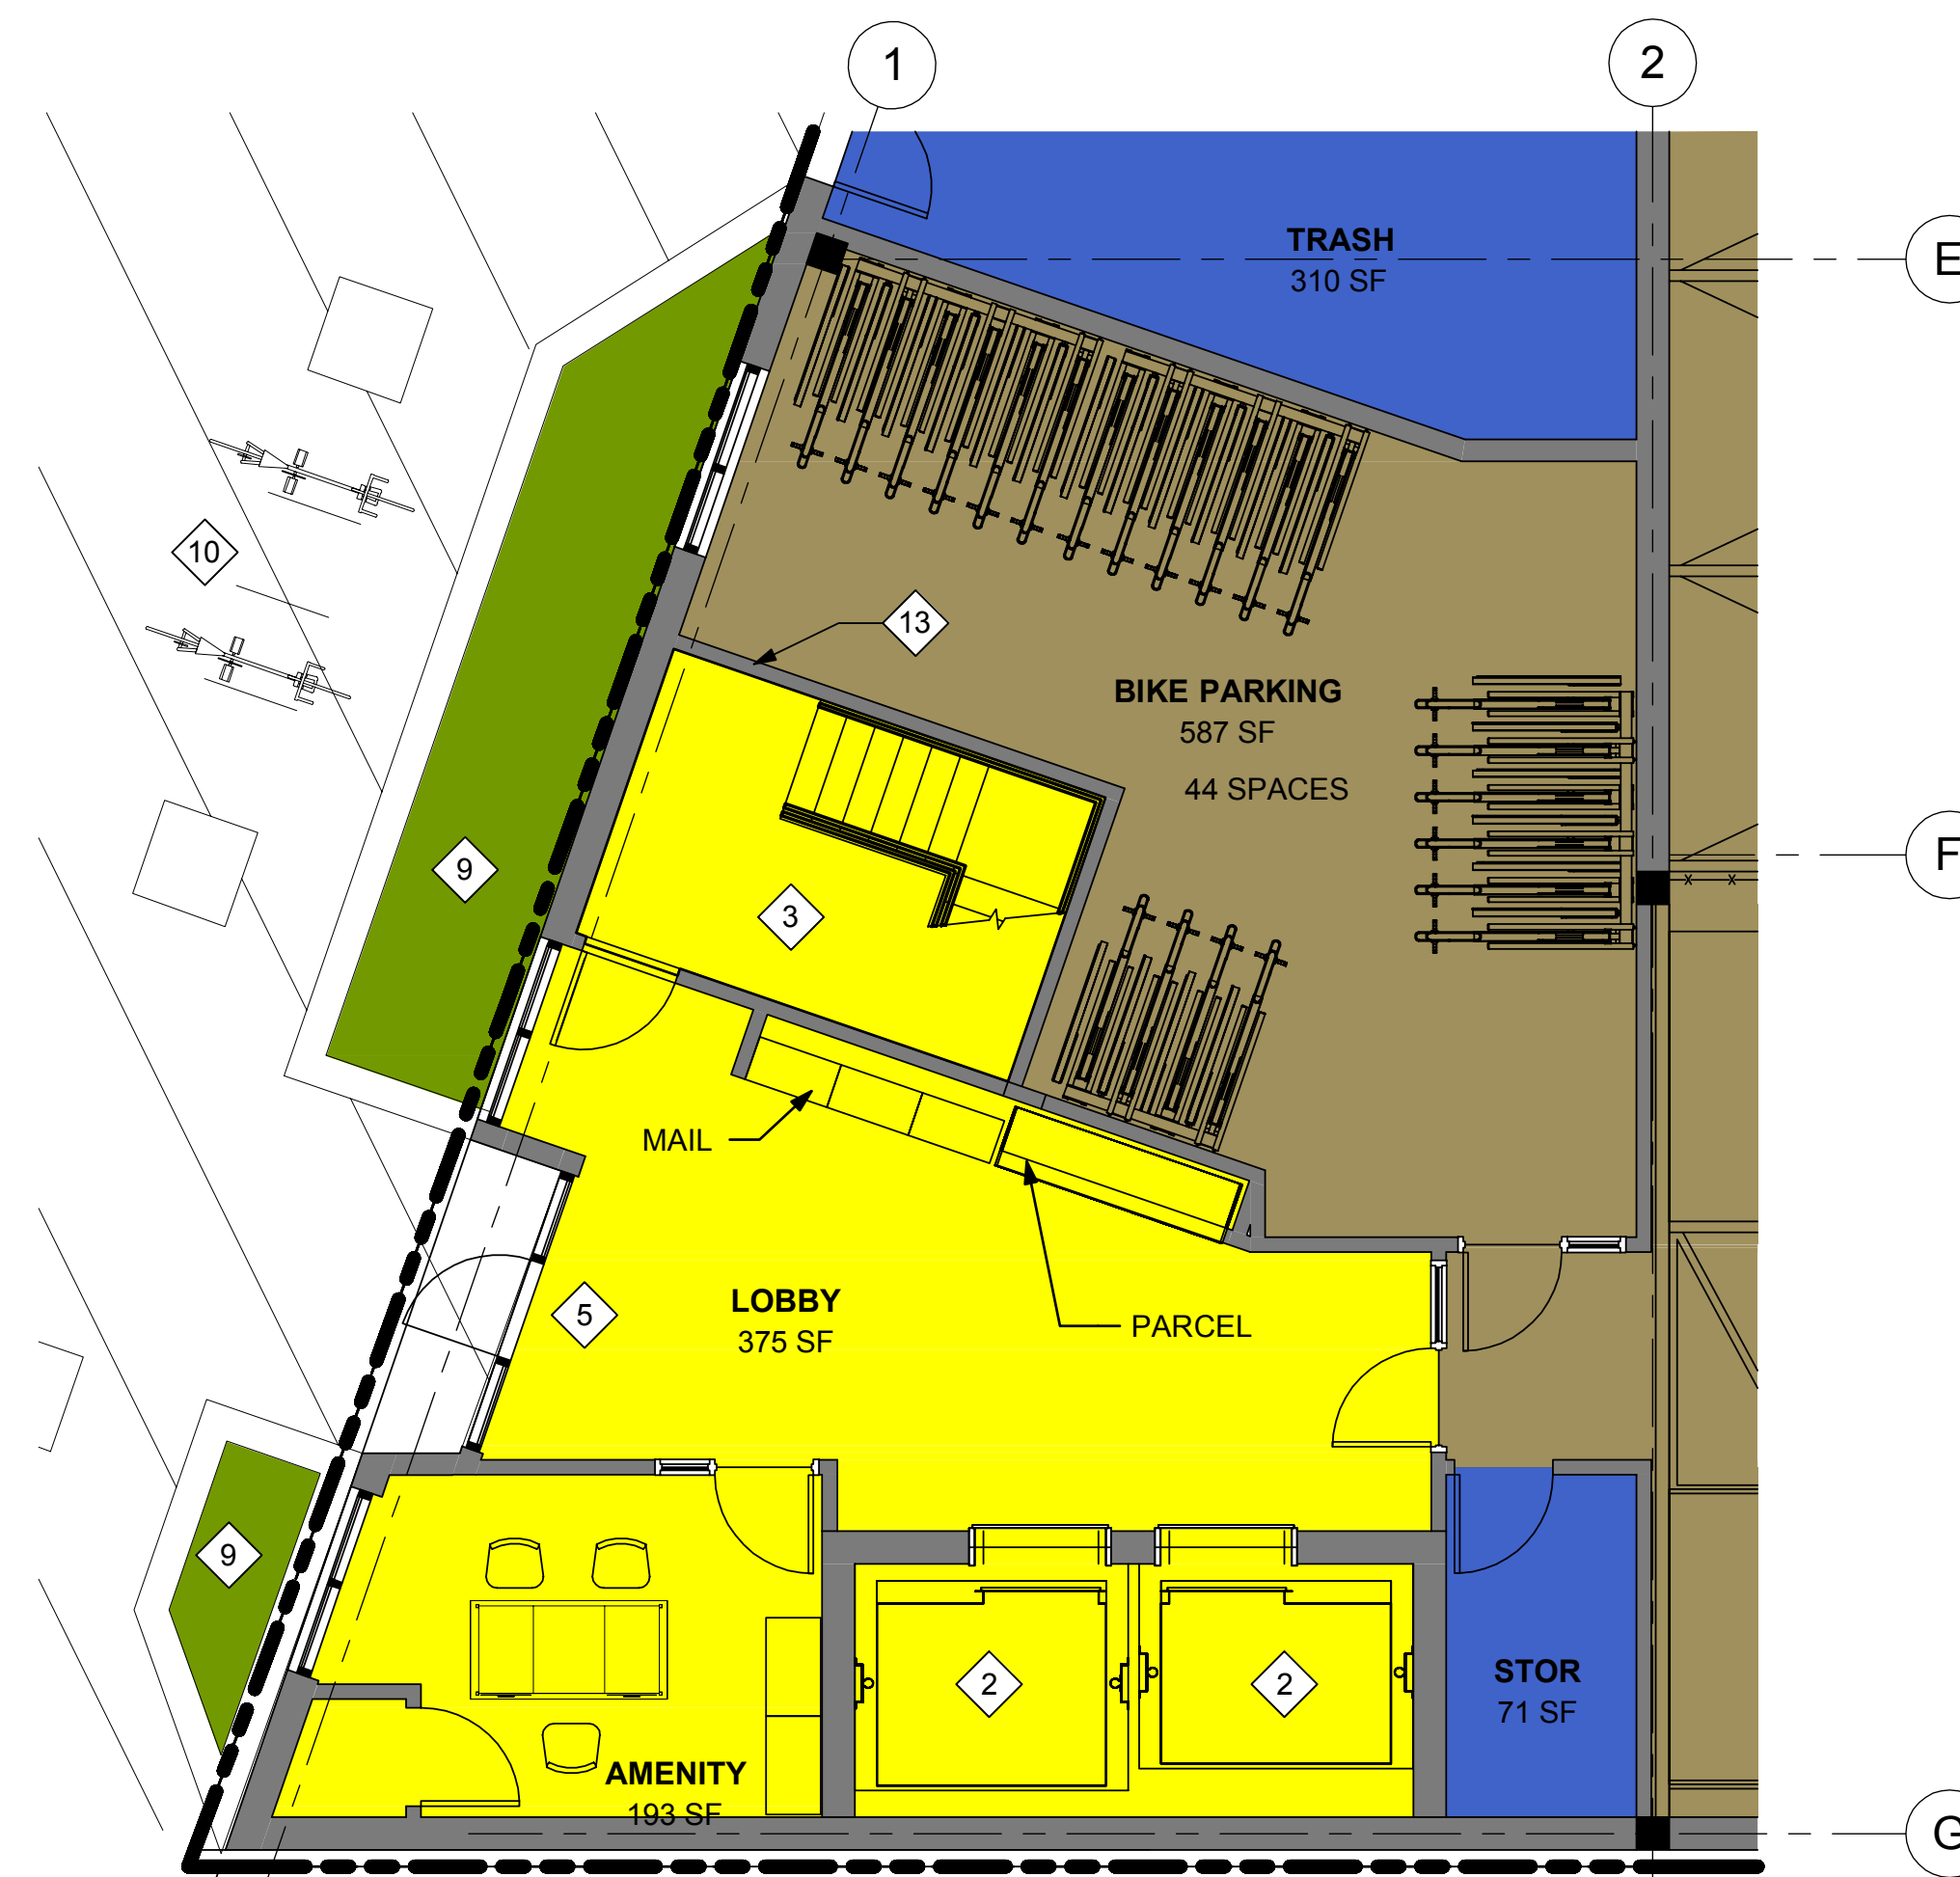 1
2
TRASH
310 SF
E
10
13
BIKE PARKING
587 SF
44 SPACES
F
9
3
MAIL
LOBBY
375 SF
5
PARCEL
9
2
2
STOR
71 SF
AMENITY
193 SF
G